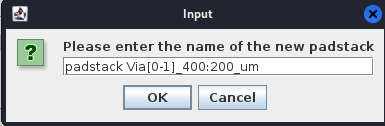 Input
Please enter the name of the new padstack
padstack Via[0-1]_400:200_um
OK
Cancel